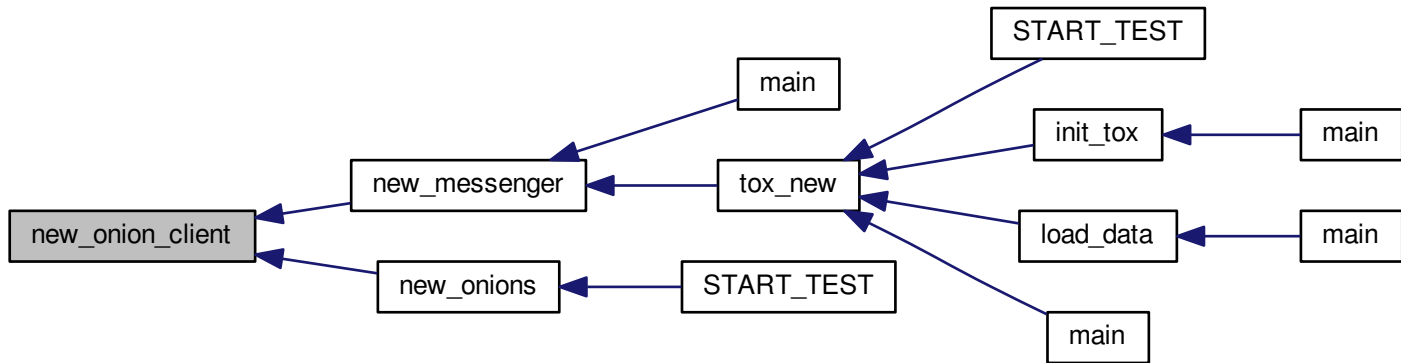 START_TEST
main
init_tox
main
new_messenger
tox_new
new_onion_client
load_data
main
new_onions
START_TEST
main